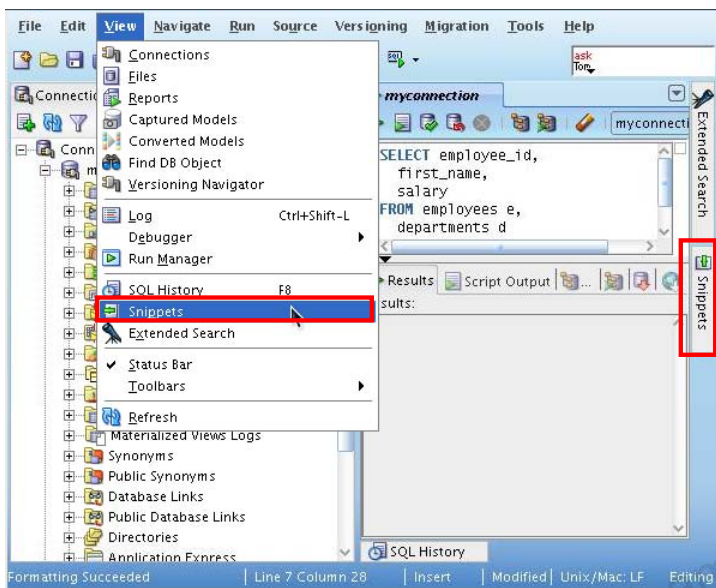 File Edit View Navigate Run Source Versioning Migration Tools Help
ask
Tom
Connections
Files
Reports
Captured Models
Converted Models
Find DB Object
Versioning Navigator
Log Ctrl+Shift-L
Debugger
Run Manager
SQL History F8
Snippets
Extended Search
Status Bar
Toolbars
Refresh
Materialized Views Logs
Synonyms
Public Synonyms
Database Links
Public Database Links
Directories
Application Express
myconnection
SELECT employee_id,
first_name,
salary
FROM employees e,
departments d
Results Script Output ...
SQL History
Extended Search
Snippets
Formatting Succeeded Line 7 Column 28 Insert Modified Unix/Mac: LF Editing